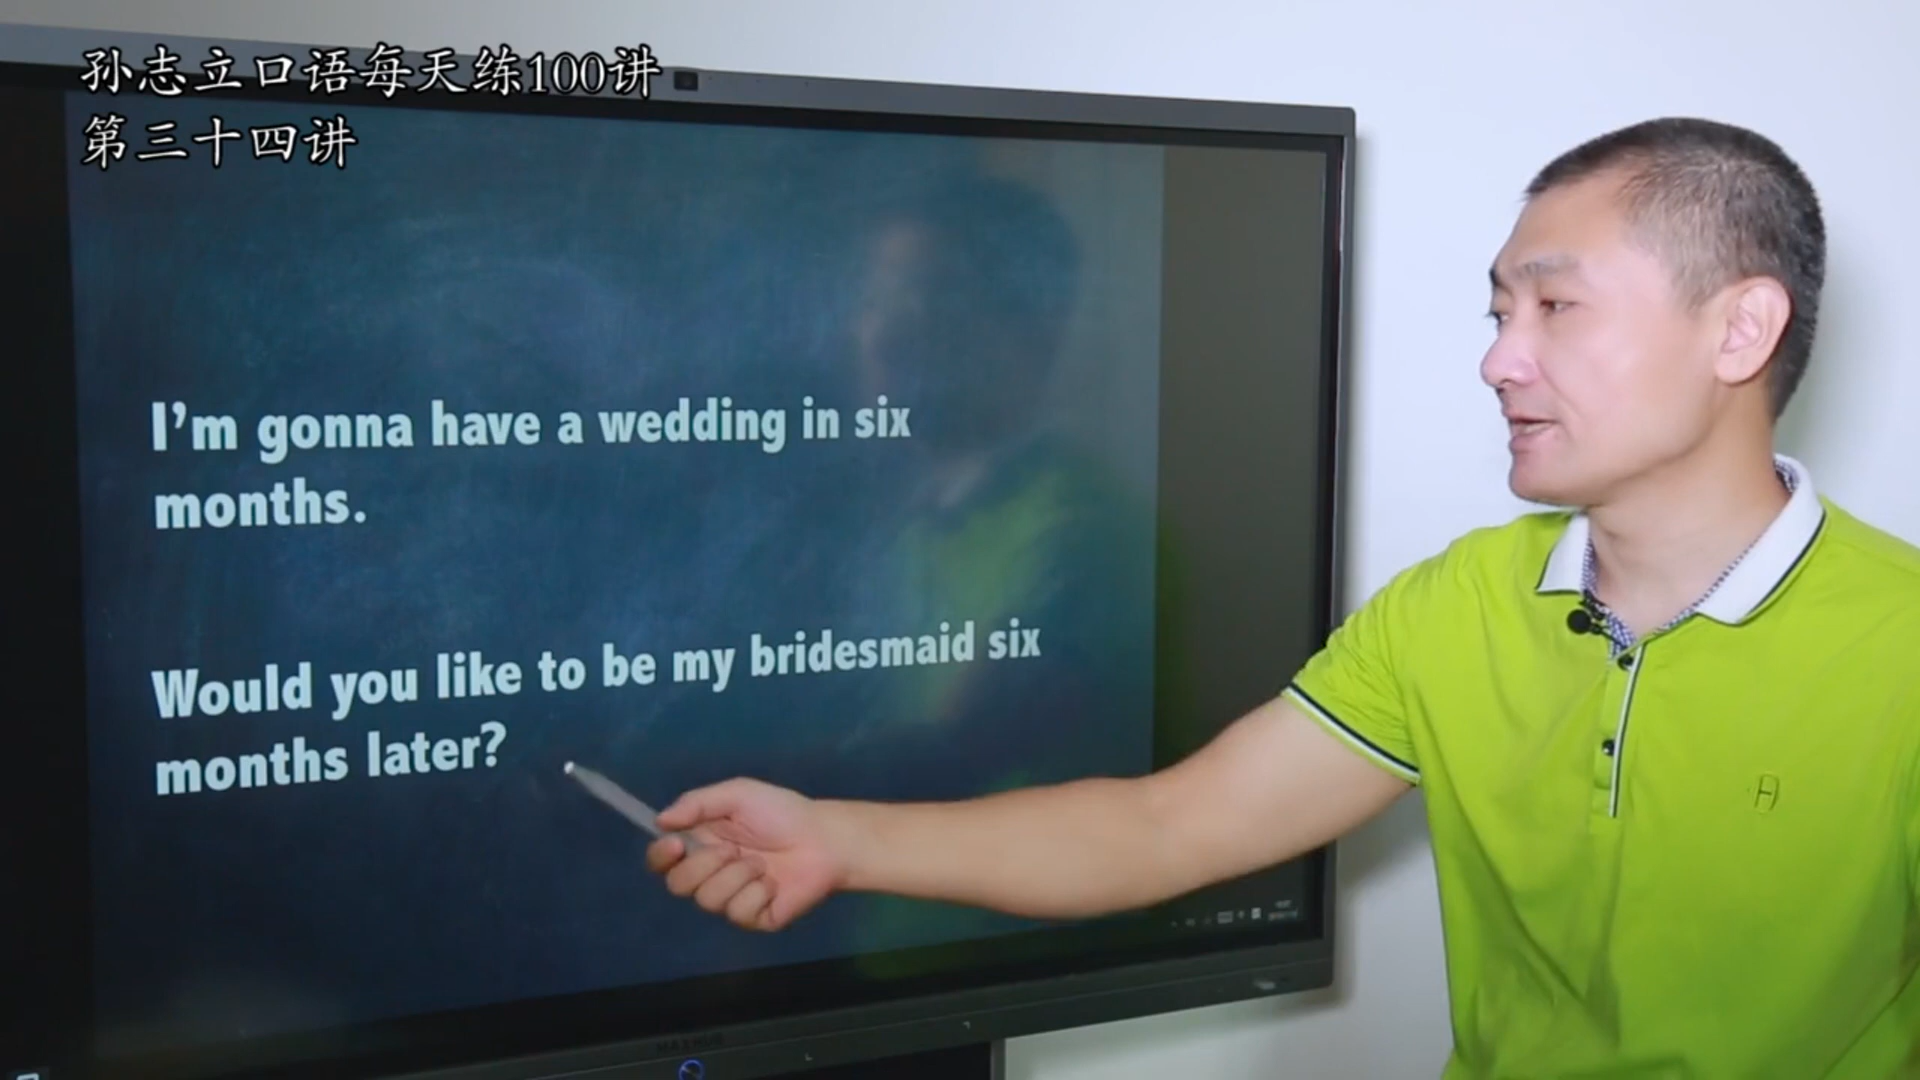 孙志立口语每天练100讲
第三十四讲
I’m gonna have a wedding in six
months.
Would you like to be my bridesmaid six
months later?